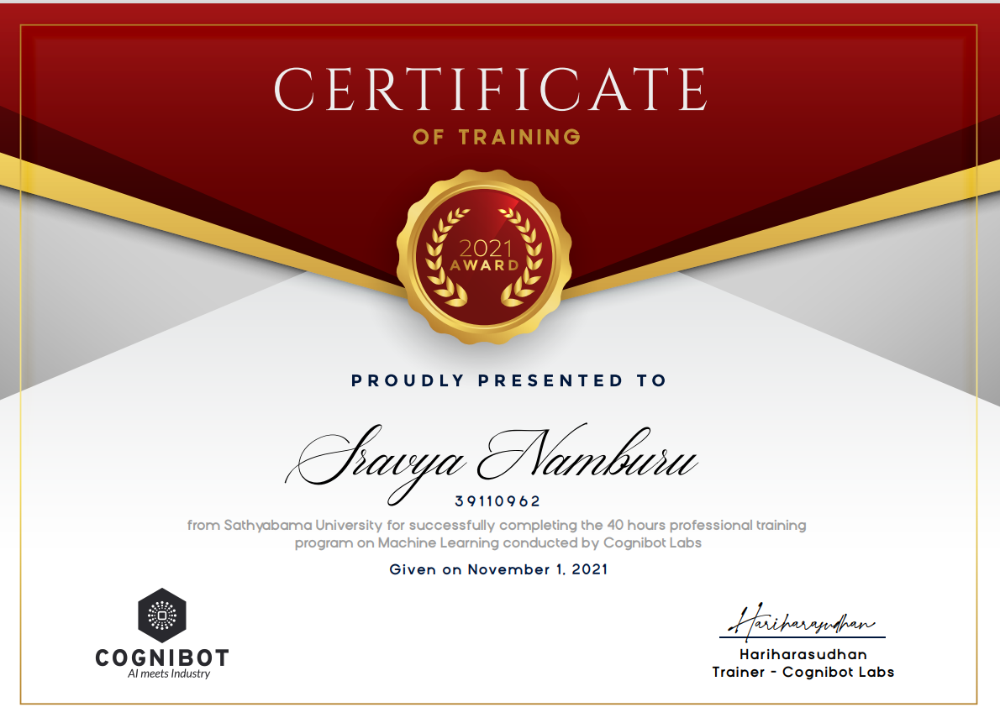 CERTIFICATE
OF TRAINING
2021
AWARD
PROUDLY PRESENTED TO
Sravya Namburu
39110962
from Sathyabama University for successfully completing the 40 hours professional training
program on Machine Learning conducted by Cognibot Labs
Given on November 1, 2021
COGNIBOT
AI meets Industry
Hariharasudhan
Hariharasudhan
Trainer - Cognibot Labs